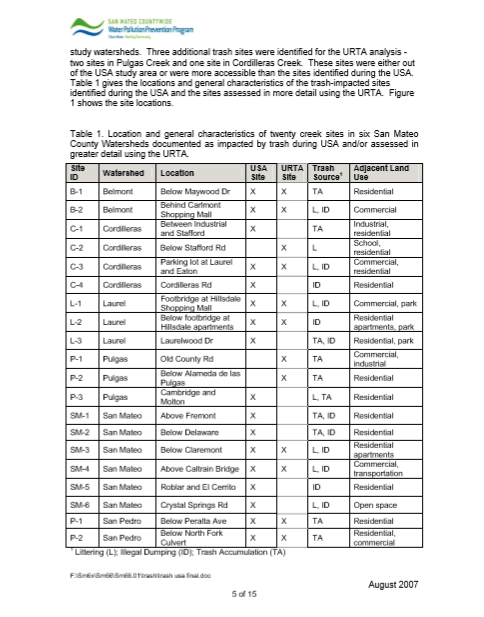 SAN MATEO COUNTYWIDE
Water Pollution Prevention Program
study watersheds. Three additional trash sites were identified for the URTA analysis -
two sites in Pulgas Creek and one site in Cordilleras Creek. These sites were either out
of the USA study area or were more accessible than the sites identified during the USA.
Table 1 gives the locations and general characteristics of the trash-impacted sites
identified during the USA and the sites assessed in more detail using the URTA. Figure
1 shows the site locations.
Table 1. Location and general characteristics of twenty creek sites in six San Mateo
County Watersheds documented as impacted by trash during USA and/or assessed in
greater detail using the URTA.
Site ID Watershed Location USA Site URTA Site Trash Source¹ Adjacent Land Use
B-1 Belmont Below Maywood Dr X X TA Residential
B-2 Belmont Behind Carlmont Shopping Mall X X L, ID Commercial
C-1 Cordilleras Between Industrial and Stafford X TA Industrial, residential
C-2 Cordilleras Below Stafford Rd X L School, residential
C-3 Cordilleras Parking lot at Laurel and Eaton X X L, ID Commercial, residential
C-4 Cordilleras Cordilleras Rd X ID Residential
L-1 Laurel Footbridge at Hillsdale Shopping Mall X X L, ID Commercial, park
L-2 Laurel Below footbridge at Hillsdale apartments X X ID Residential apartments, park
L-3 Laurel Laurelwood Dr X TA, ID Residential, park
P-1 Pulgas Old County Rd X TA Commercial, industrial
P-2 Pulgas Below Alameda de las Pulgas X TA Residential
P-3 Pulgas Cambridge and Molton X L, TA Residential
SM-1 San Mateo Above Fremont X TA, ID Residential
SM-2 San Mateo Below Delaware X TA, ID Residential
SM-3 San Mateo Below Claremont X X L, ID Residential apartments
SM-4 San Mateo Above Caltrain Bridge X X L, ID Commercial, transportation
SM-5 San Mateo Roblar and El Cerrito X ID Residential
SM-6 San Mateo Crystal Springs Rd X L, ID Open space
P-1 San Pedro Below Peralta Ave X X TA Residential
P-2 San Pedro Below North Fork Culvert X X TA Residential, commercial
¹ Littering (L); Illegal Dumping (ID); Trash Accumulation (TA)
F:\Sm6x\Sm66\Sm66.01\trash\trash usa final.doc
August 2007
5 of 15